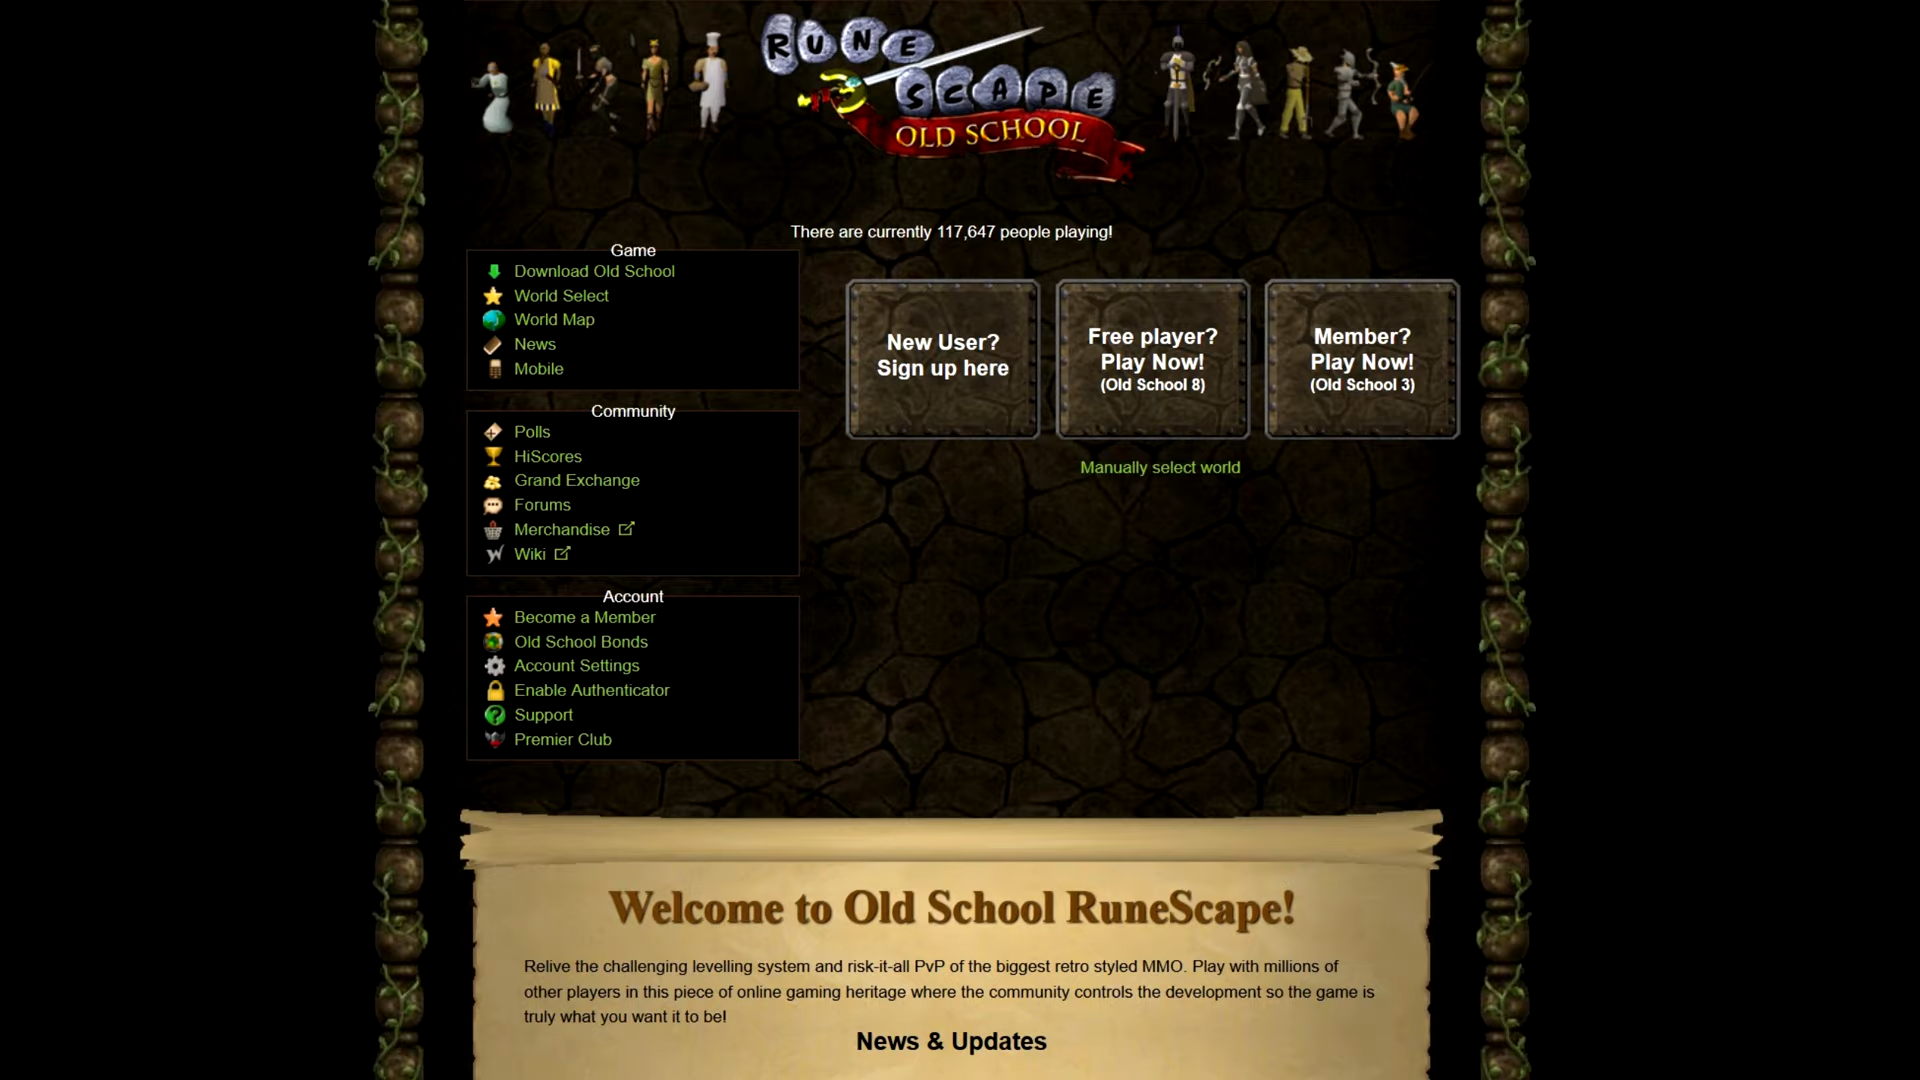 RUNE
SCAPE
OLD SCHOOL
There are currently 117,647 people playing!
Game
Download Old School
World Select
World Map
News
Mobile
Community
Polls
HiScores
Grand Exchange
Forums
Merchandise
Wiki
Account
Become a Member
Old School Bonds
Account Settings
Enable Authenticator
Support
Premier Club
New User?
Sign up here
Free player?
Play Now!
(Old School 8)
Member?
Play Now!
(Old School 3)
Manually select world
Welcome to Old School RuneScape!
Relive the challenging levelling system and risk-it-all PvP of the biggest retro styled MMO. Play with millions of
other players in this piece of online gaming heritage where the community controls the development so the game is
truly what you want it to be!
News & Updates